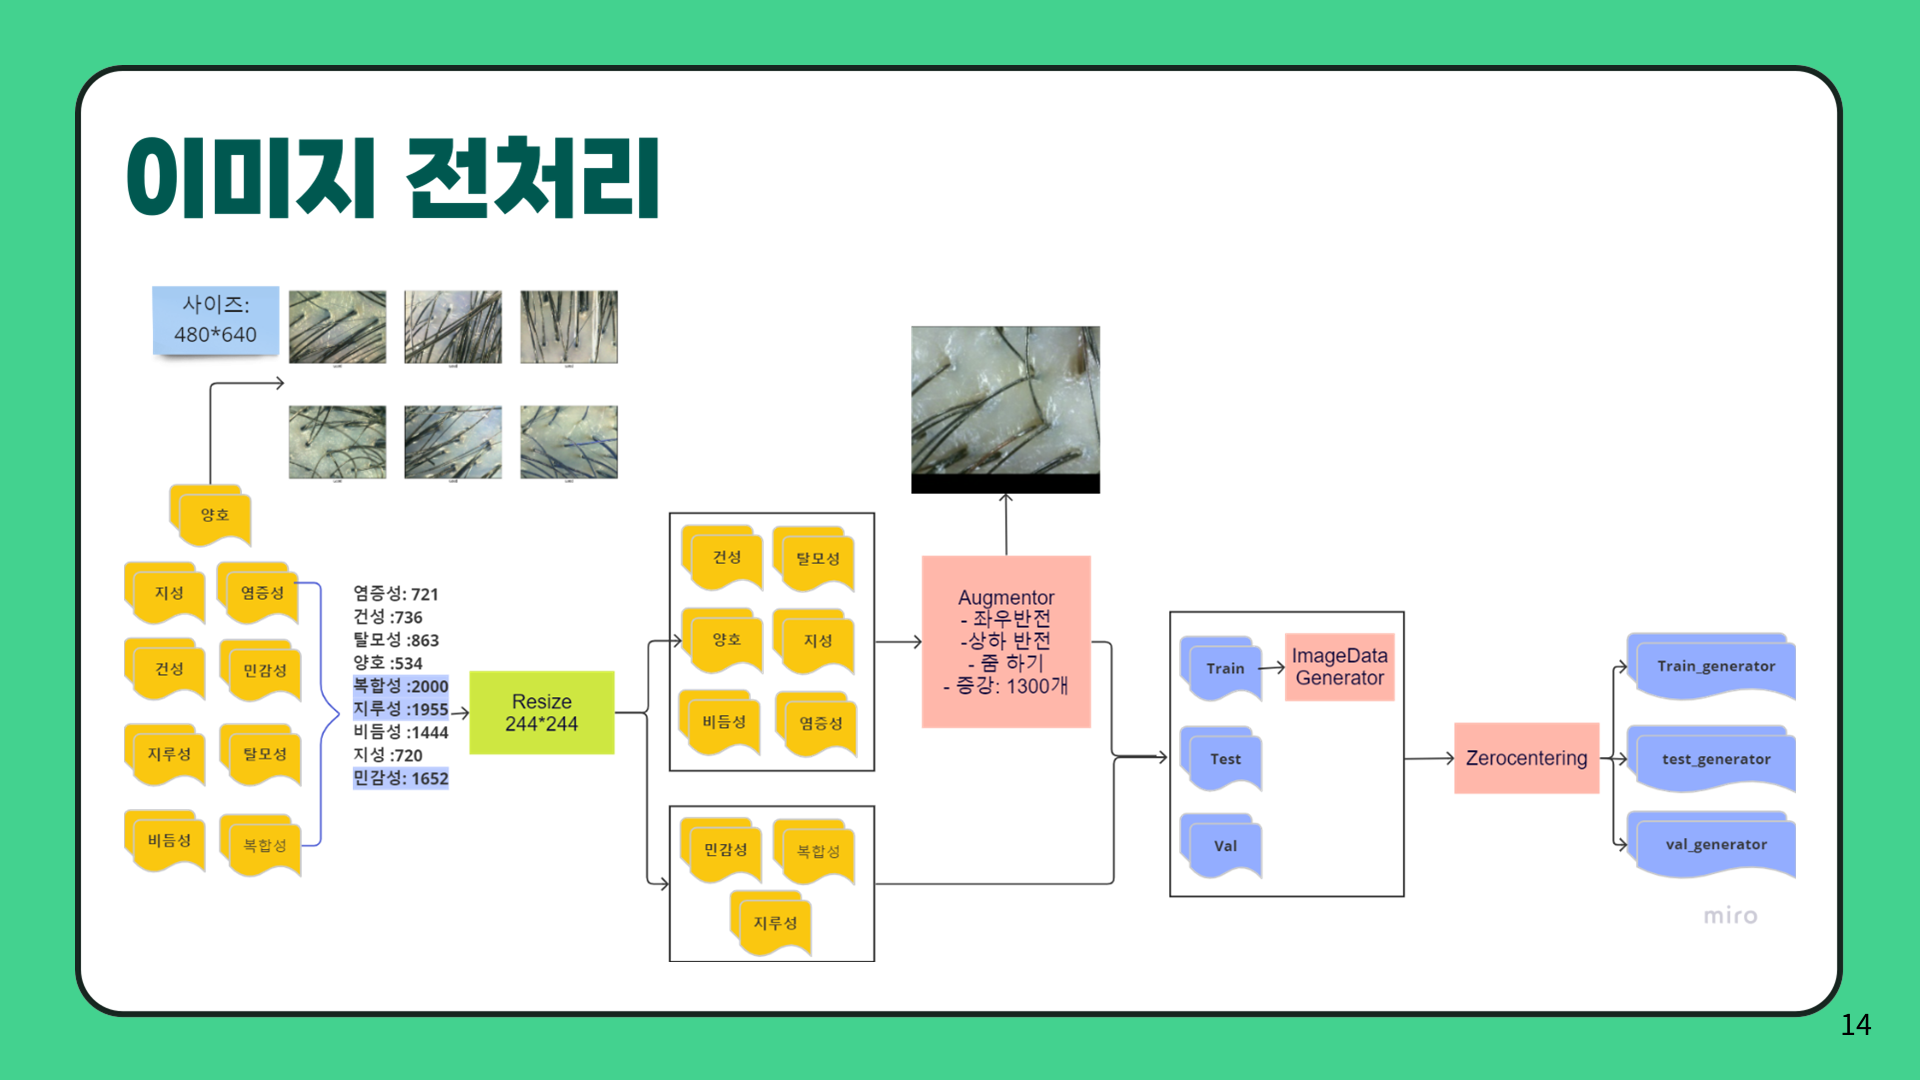 이미지 전처리
사이즈:
480*640
양호
지성
염증성
건성
민감성
지루성
탈모성
비듬성
복합성
염증성: 721
건성 :736
탈모성 :863
양호 :534
복합성 :2000
지루성 :1955
비듬성 :1444
지성 :720
민감성: 1652
Resize
244*244
건성
탈모성
양호
지성
비듬성
염증성
민감성
복합성
지루성
Augmentor
- 좌우반전
-상하 반전
- 줌 하기
- 증강: 1300개
Train
ImageData
Generator
Test
Val
Zerocentering
Train_generator
test_generator
val_generator
miro
14